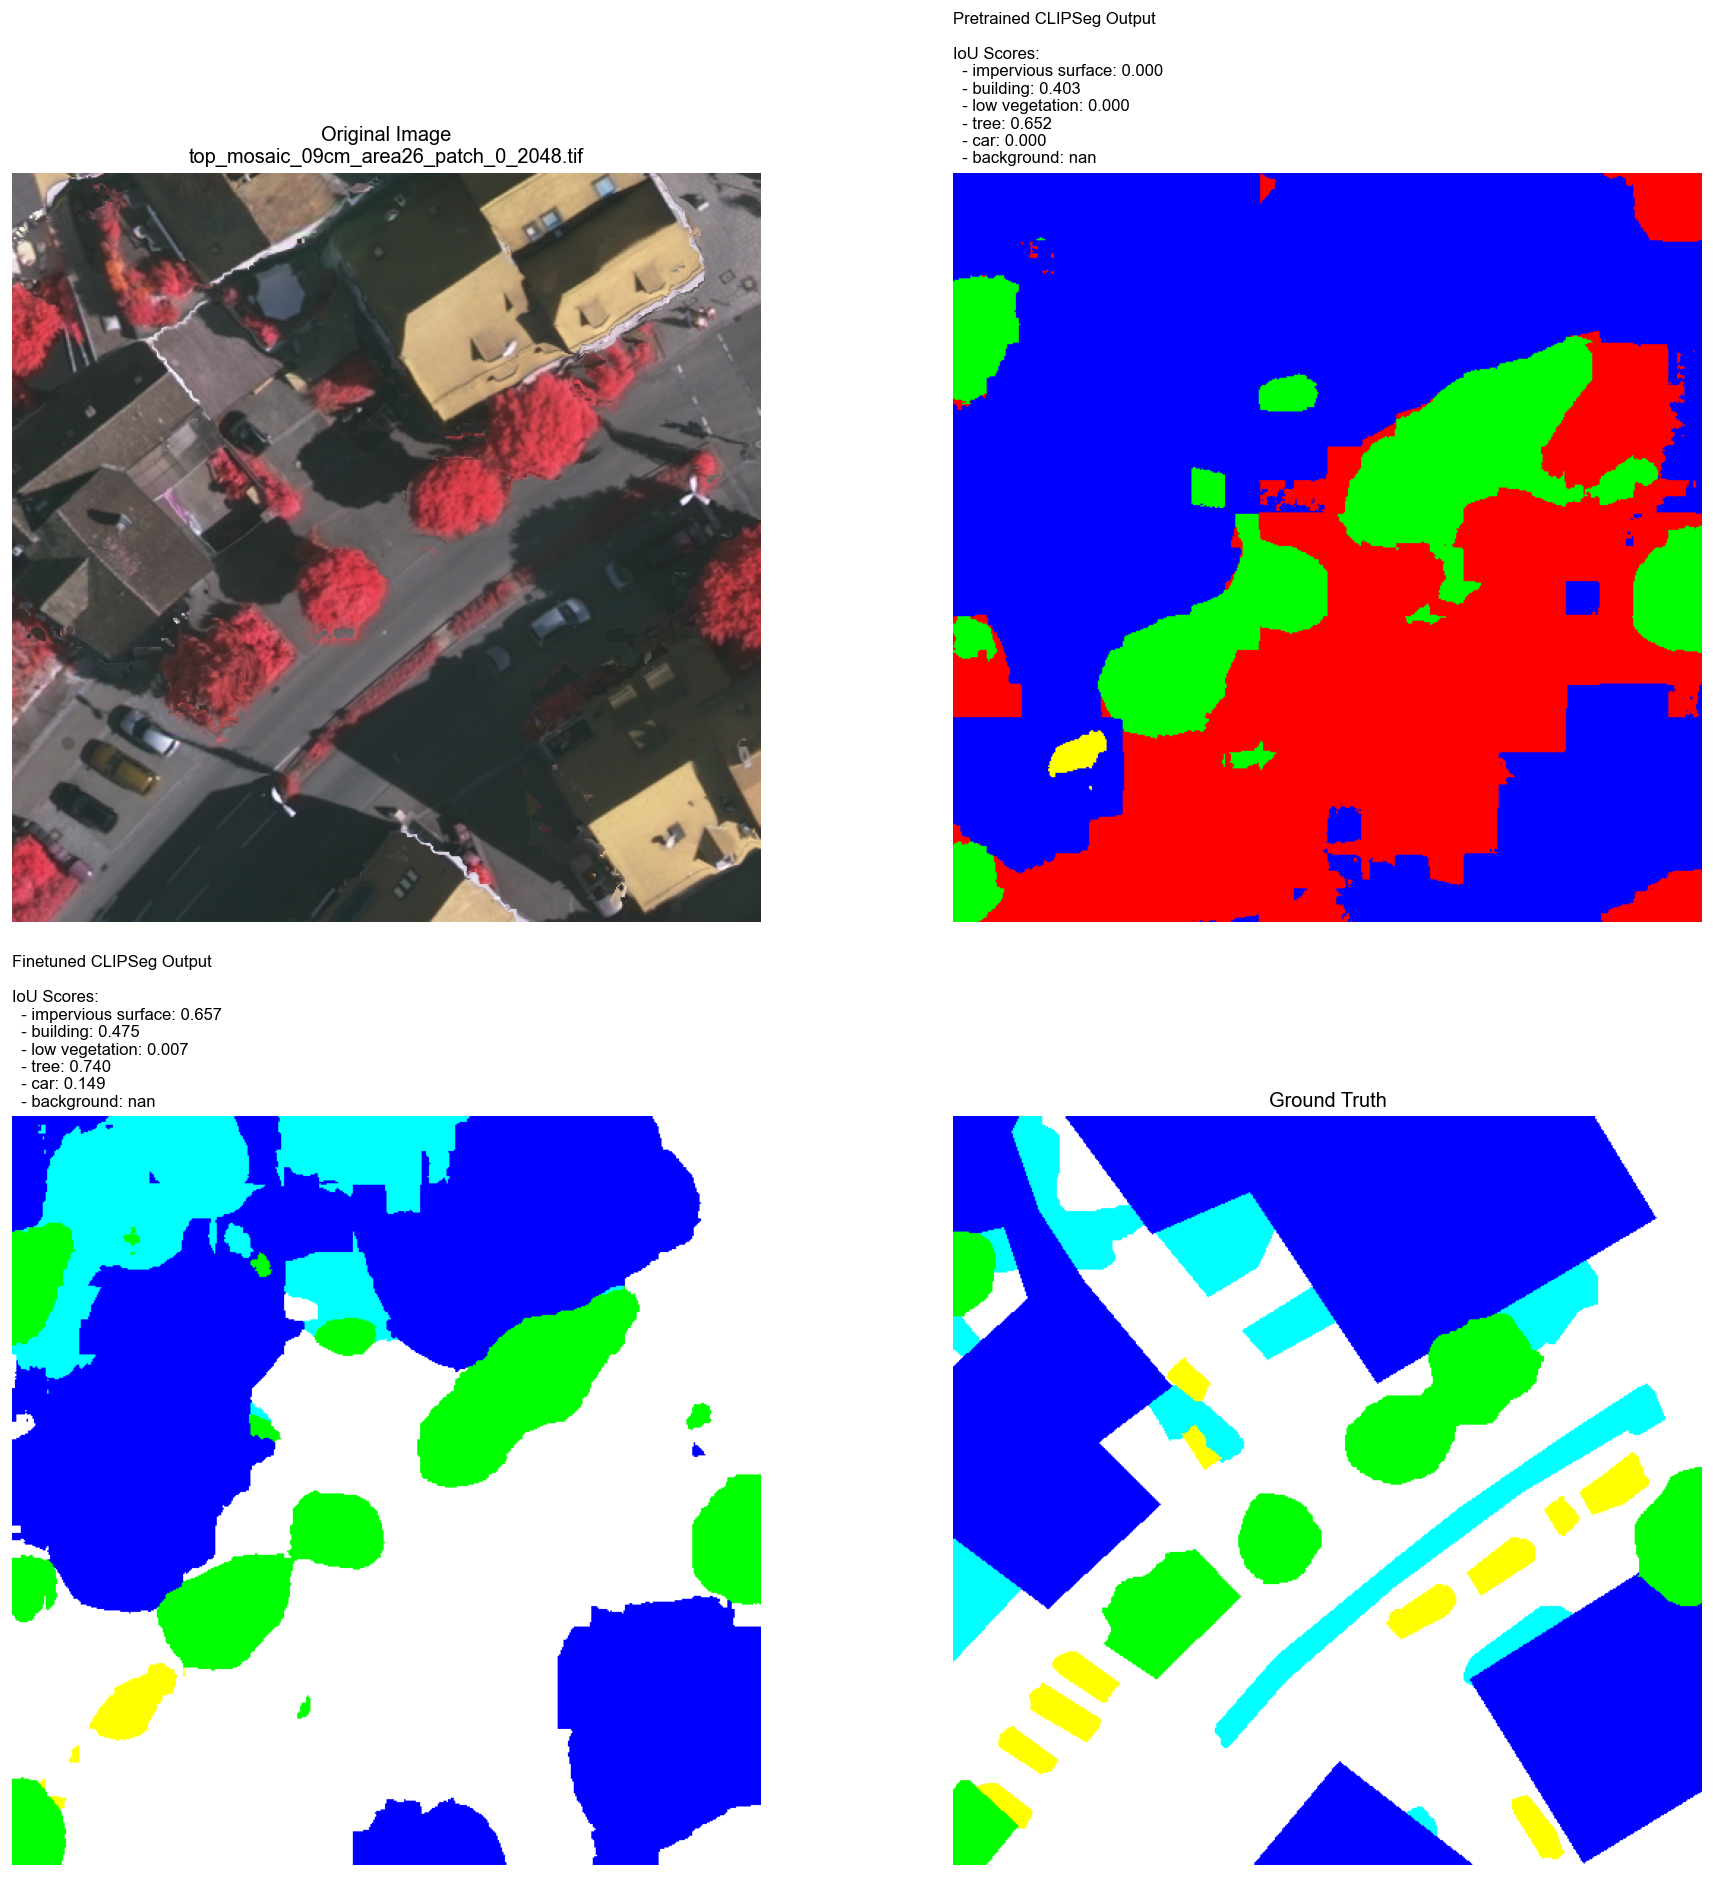 Original Image
top_mosaic_09cm_area26_patch_0_2048.tif
Pretrained CLIPSeg Output
IoU Scores:
- impervious surface: 0.000
- building: 0.403
- low vegetation: 0.000
- tree: 0.652
- car: 0.000
- background: nan
Finetuned CLIPSeg Output
IoU Scores:
- impervious surface: 0.657
- building: 0.475
- low vegetation: 0.007
- tree: 0.740
- car: 0.149
- background: nan
Ground Truth